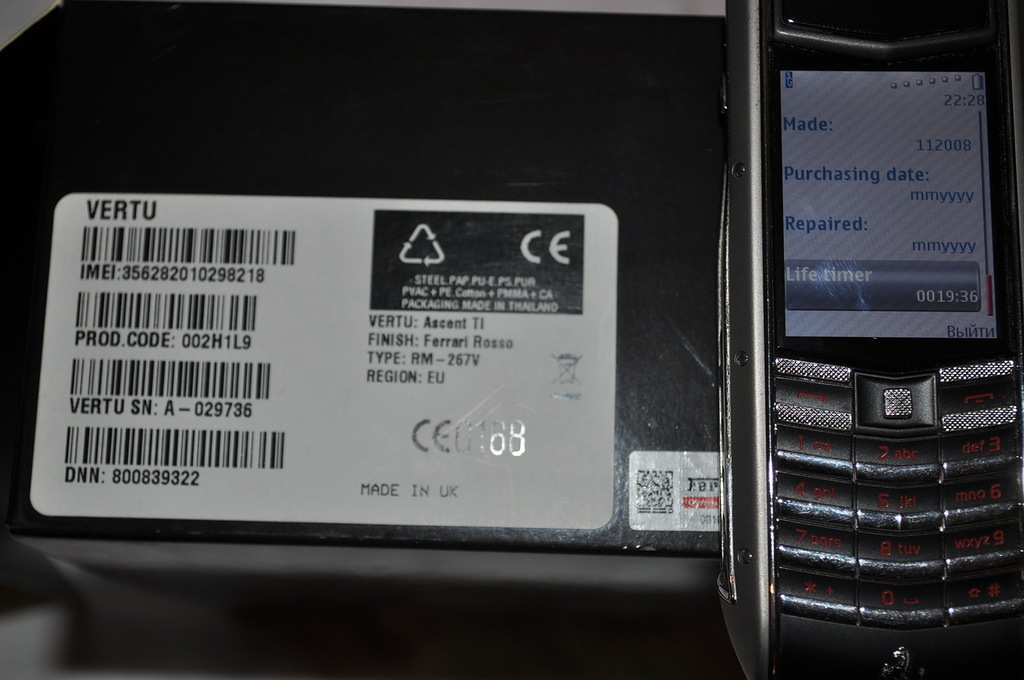 VERTU
IMEI:356282010298218
PROD.CODE: 002H1L9
VERTU SN: A-029736
DNN: 800839322
CE
STEEL.PAP.PU-E.PS.PUR
PVAC+PE.Cotton+PMMA+CA
PACKAGING MADE IN THAILAND
VERTU: Ascent TI
FINISH: Ferrari Rosso
TYPE: RM-267V
REGION: EU
CE0168
MADE IN UK
22:28
Made:
112008
Purchasing date:
mmyyyy
Repaired:
mmyyyy
Life timer
0019:36
Выйти
2 abc def 3
4 ghi 5 jkl mno 6
7 pqrs 8 tuv wxyz 9
* + 0 #